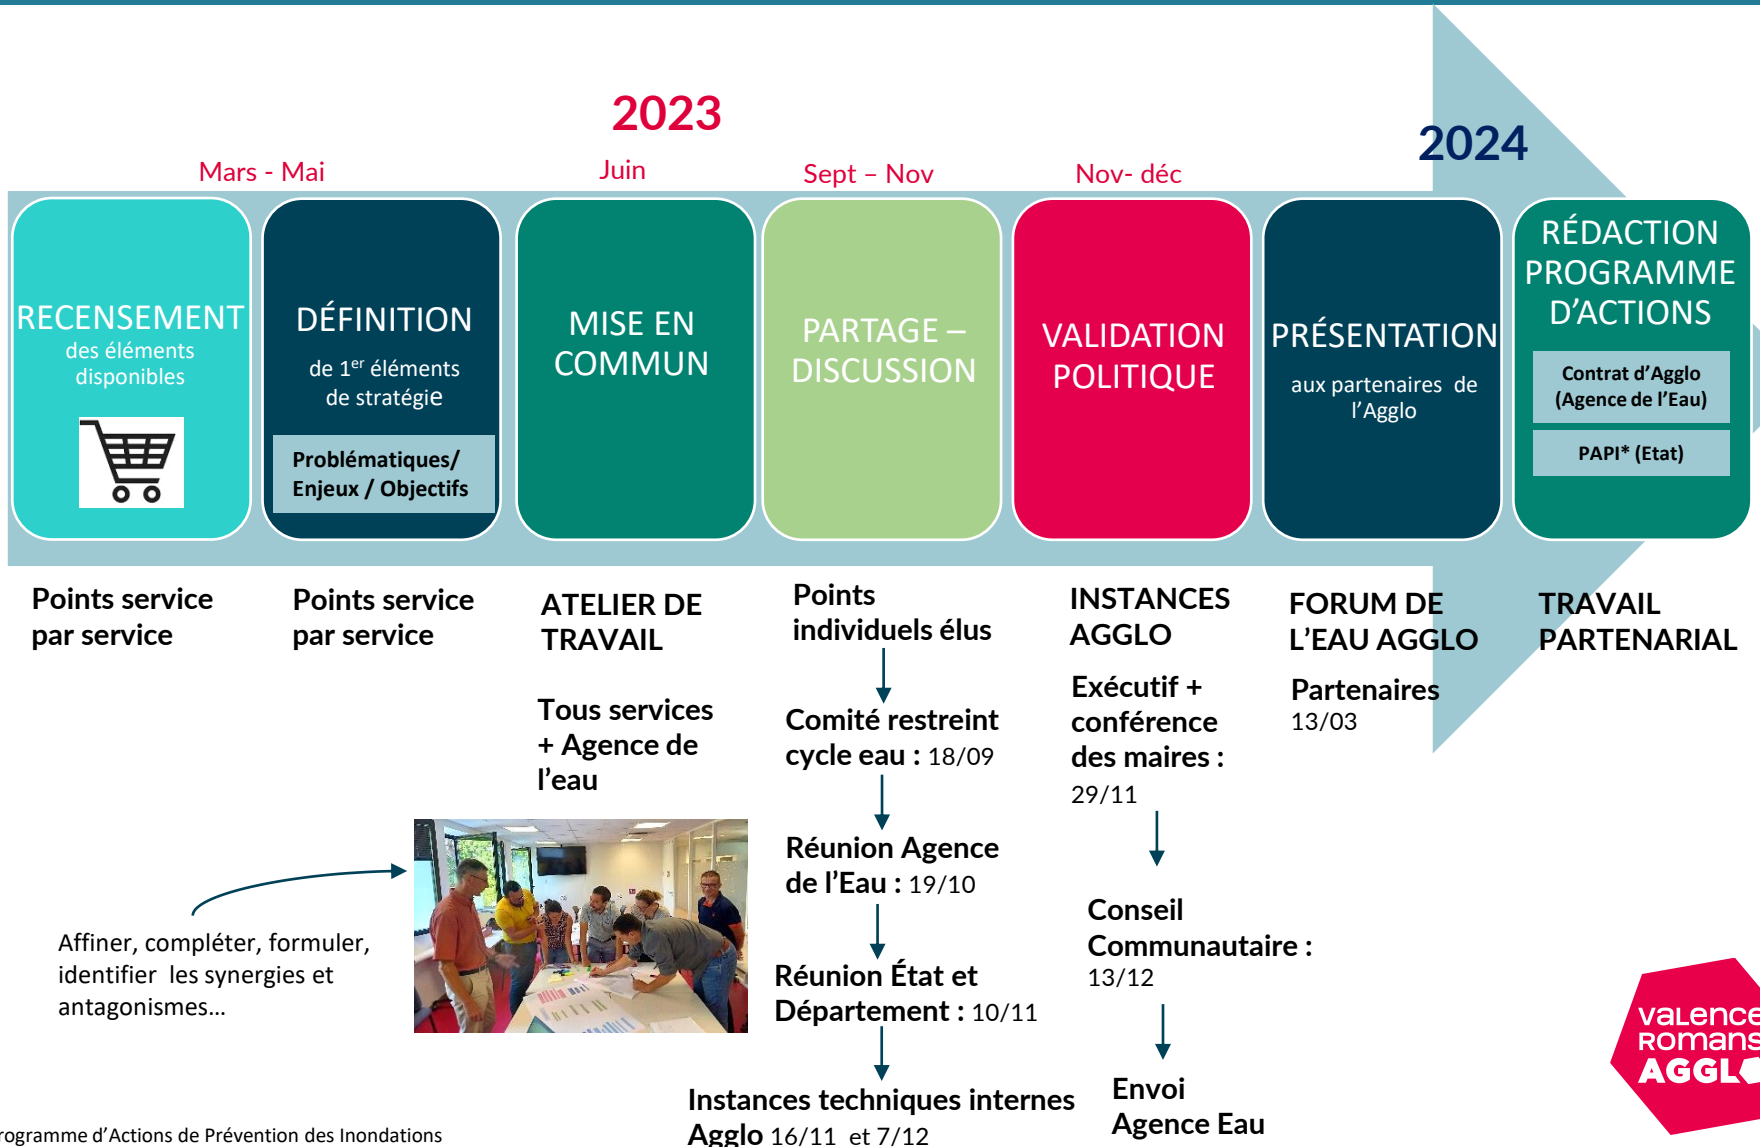 2023
2024
Mars - Mai
Juin
Sept – Nov
Nov- déc
RECENSEMENT
des éléments
disponibles
DÉFINITION
de 1er éléments
de stratégie
Problématiques/
Enjeux / Objectifs
MISE EN
COMMUN
PARTAGE –
DISCUSSION
VALIDATION
POLITIQUE
PRÉSENTATION
aux partenaires de
l’Agglo
RÉDACTION
PROGRAMME
D’ACTIONS
Contrat d’Agglo
(Agence de l’Eau)
PAPI* (Etat)
Points service
par service
Points service
par service
ATELIER DE
TRAVAIL
Tous services
+ Agence de
l’eau
Affiner, compléter, formuler,
identifier les synergies et
antagonismes…
Points
individuels élus
Comité restreint
cycle eau : 18/09
Réunion Agence
de l’Eau : 19/10
Réunion État et
Département : 10/11
Instances techniques internes
Agglo 16/11 et 7/12
INSTANCES
AGGLO
Exécutif +
conférence
des maires :
29/11
Conseil
Communautaire :
13/12
Envoi
Agence Eau
FORUM DE
L’EAU AGGLO
Partenaires
13/03
TRAVAIL
PARTENARIAL
valence
Romans
AGGLO
rogramme d’Actions de Prévention des Inondations